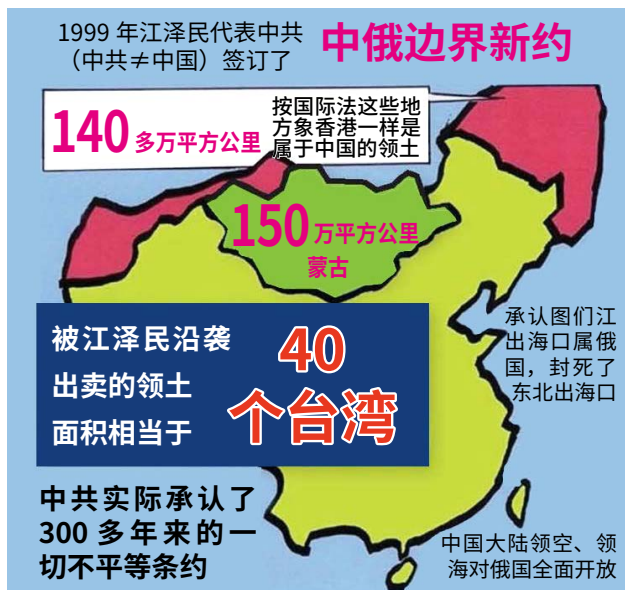 1999 年江泽民代表中共
（中共≠中国）签订了
中俄边界新约
140 多万平方公里
按国际法这些地
方象香港一样是
属于中国的领土
150 万平方公里
蒙古
被江泽民沿袭
出卖的领土
面积相当于
40
个台湾
承认图们江
出海口属俄
国，封死了
东北出海口
中共实际承认了
300 多年来的一
切不平等条约
中国大陆领空、领
海对俄国全面开放